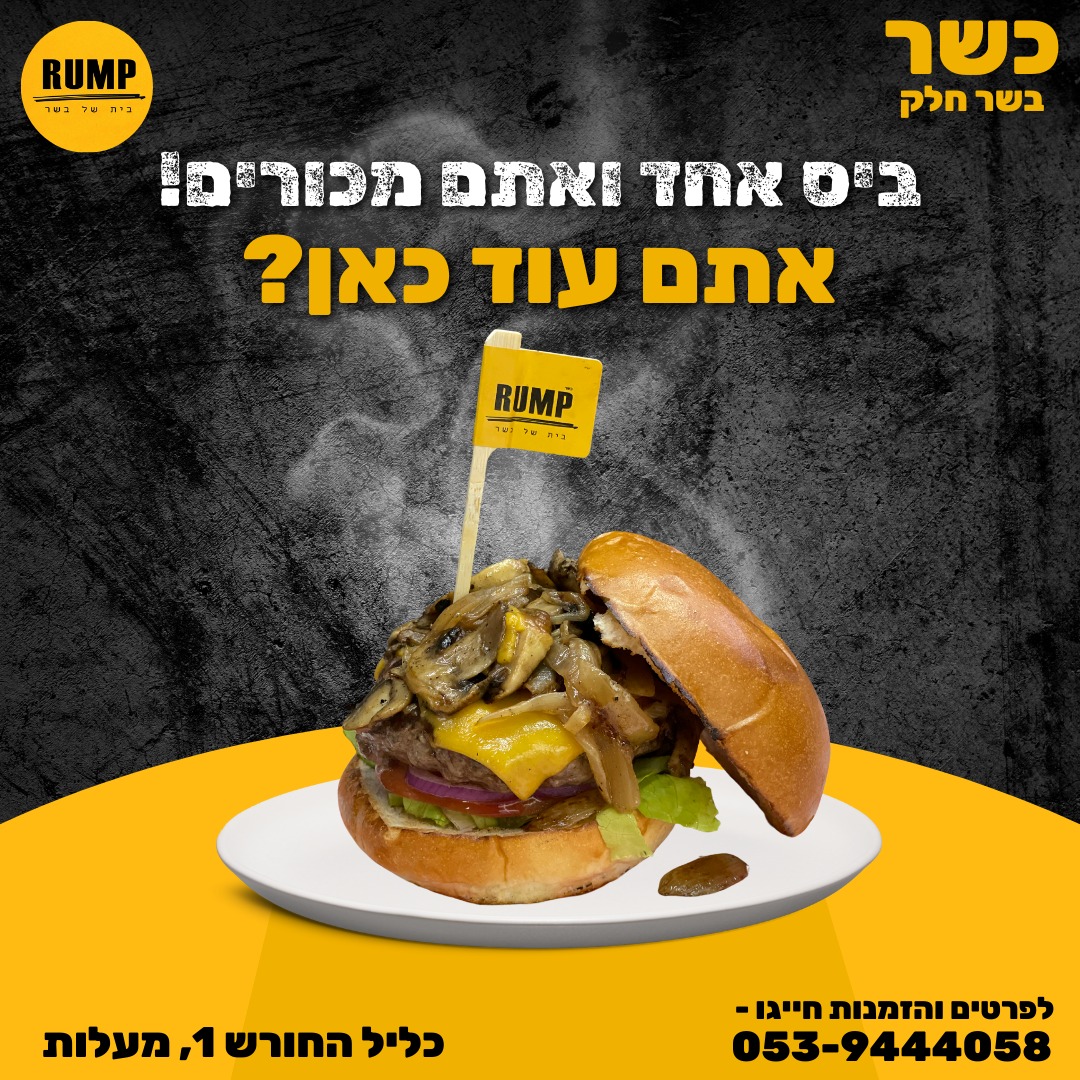 RUMP
בית של בשר
כשר
בשר חלק
ביס אחד ואתם מכורים!
אתם עוד כאן?
כשר
RUMP
בית של בשר
לפרטים והזמנות חייגו -
053-9444058
כליל החורש 1, מעלות